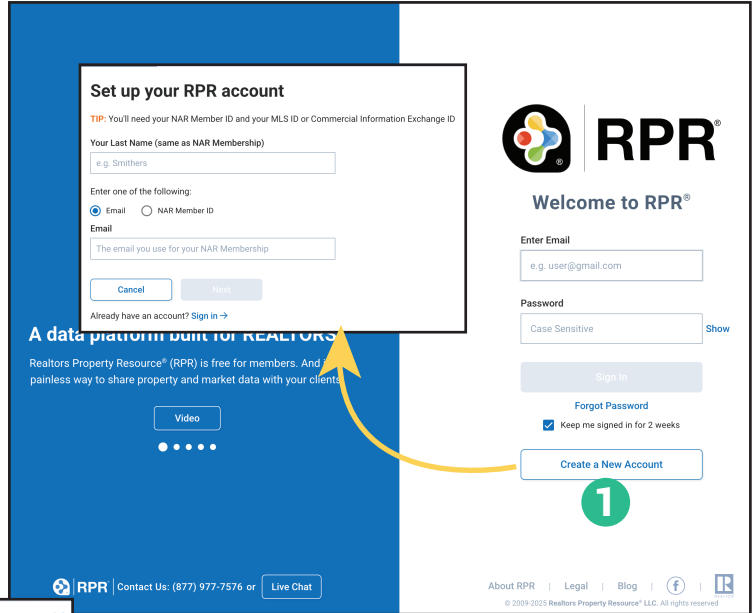 Set up your RPR account
TIP: You'll need your NAR Member ID and your MLS ID or Commercial Information Exchange ID
Your Last Name (same as NAR Membership)
e.g. Smithers
Enter one of the following:
Email
NAR Member ID
Email
The email you use for your NAR Membership
Cancel
Next
Already have an account? Sign in →
A data platform built for REALTORS
Realtors Property Resource® (RPR) is free for members. And
painless way to share property and market data with your clients
Video
RPR Contact Us: (877) 977-7576 or Live Chat
RPR®
Welcome to RPR®
Enter Email
e.g. user@gmail.com
Password
Case Sensitive
Show
Sign In
Forgot Password
Keep me signed in for 2 weeks
Create a New Account
1
About RPR | Legal | Blog | f | R
REALTOR
© 2009-2025 Realtors Property Resource® LLC. All rights reserved